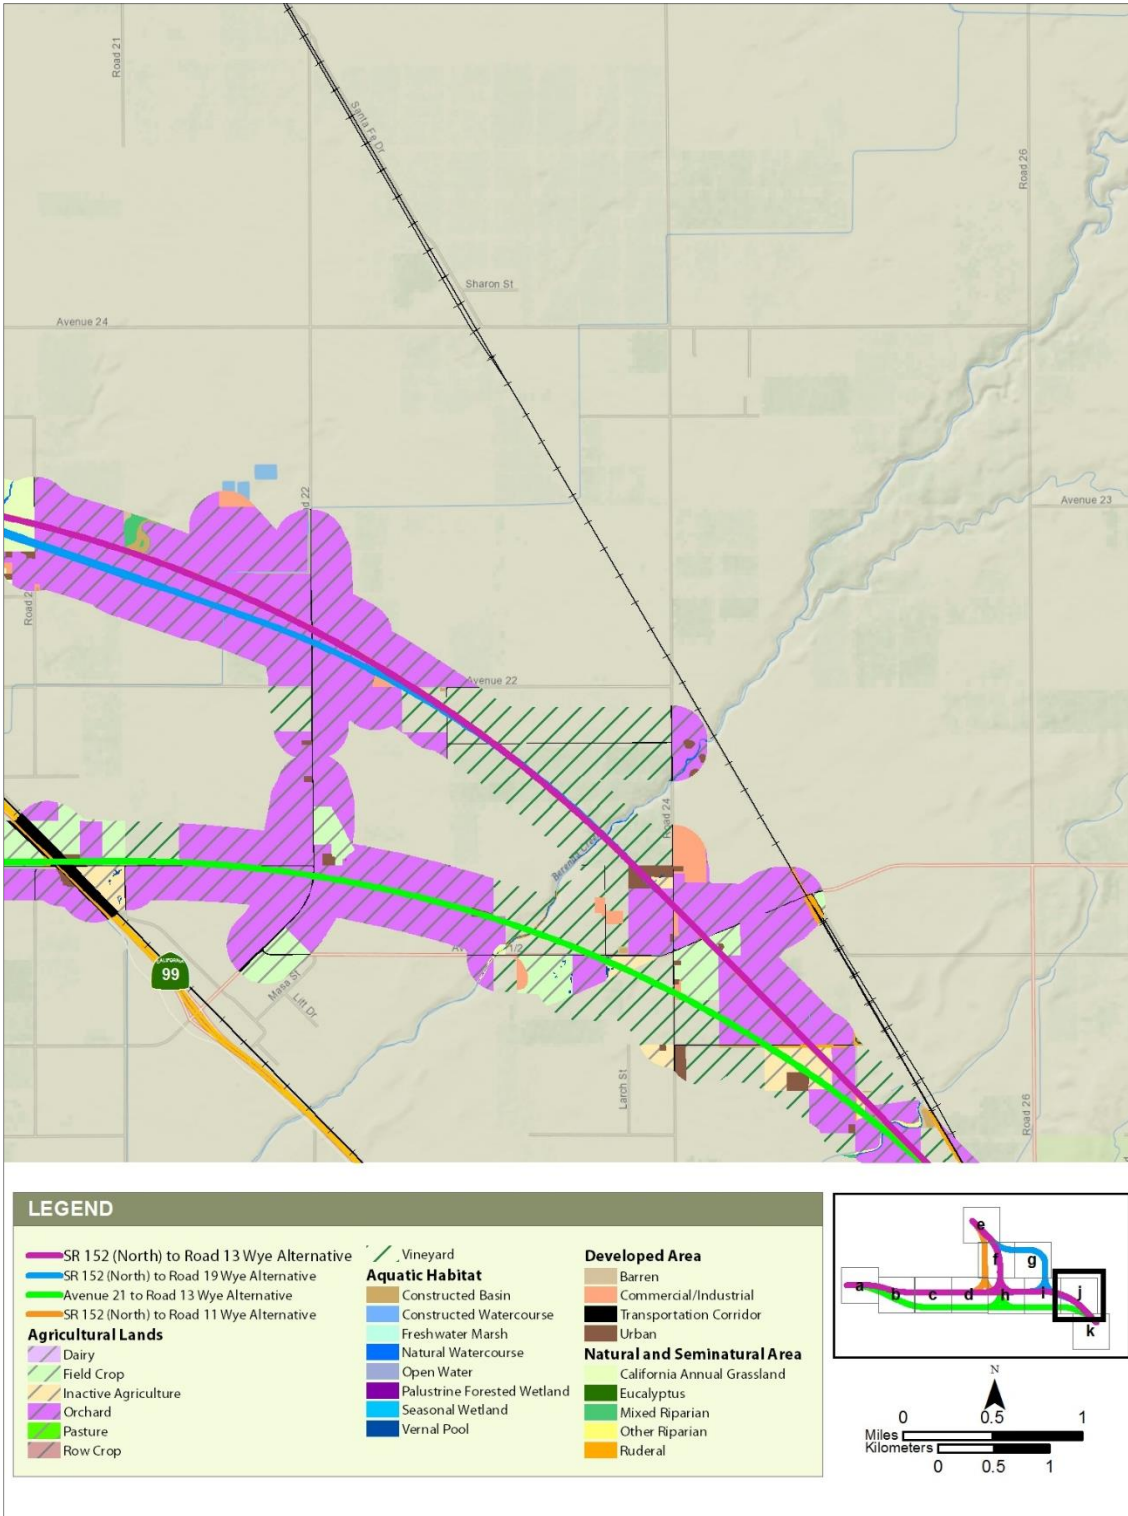 Road 21
Santa Fe Dr
Road 26
Sharon St
Avenue 24
Avenue 23
22
Road 2
Avenue 22
Road 24
Berenda Creek
1/2
CALIFORNIA
99
Masa St
Litt Dr
Larch St
Road 26
LEGEND
SR 152 (North) to Road 13 Wye Alternative
SR 152 (North) to Road 19 Wye Alternative
Avenue 21 to Road 13 Wye Alternative
SR 152 (North) to Road 11 Wye Alternative
Agricultural Lands
Dairy
Field Crop
Inactive Agriculture
Orchard
Pasture
Row Crop
Vineyard
Aquatic Habitat
Constructed Basin
Constructed Watercourse
Freshwater Marsh
Natural Watercourse
Open Water
Palustrine Forested Wetland
Seasonal Wetland
Vernal Pool
Developed Area
Barren
Commercial/Industrial
Transportation Corridor
Urban
Natural and Seminatural Area
California Annual Grassland
Eucalyptus
Mixed Riparian
Other Riparian
Ruderal
e
f
g
a
b
c
d
h
i
j
k
N
0 0.5 1
Miles
Kilometers
0 0.5 1